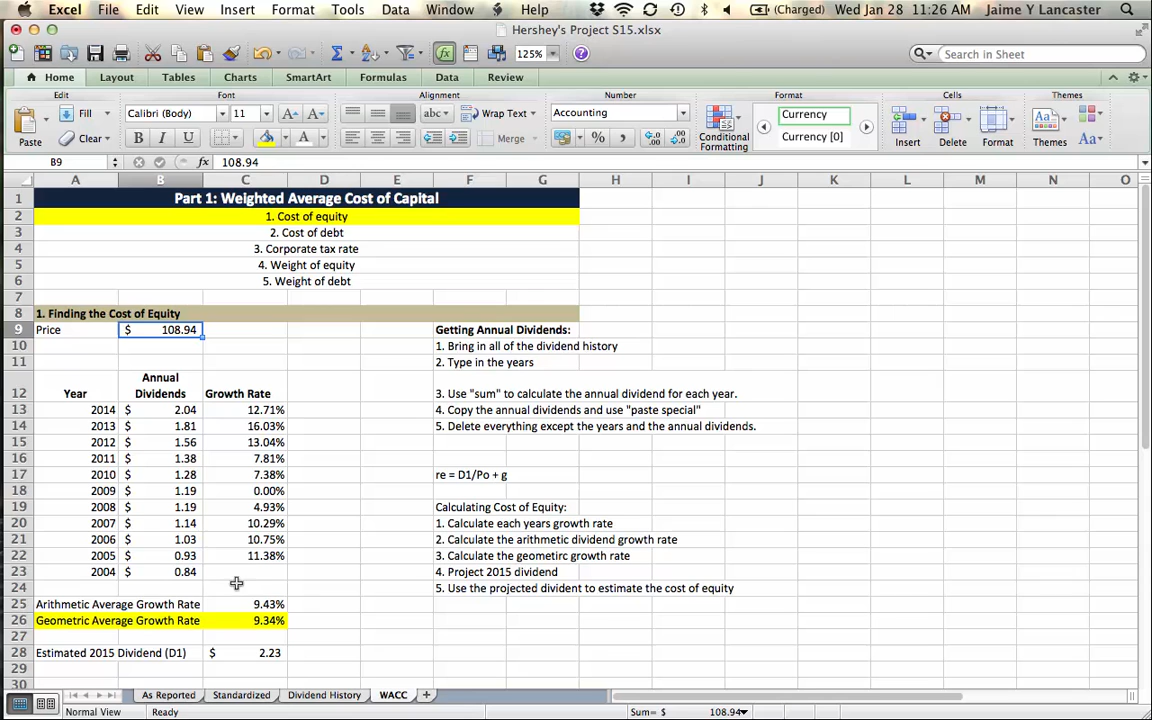 Excel File Edit View Insert Format Tools Data Window Help (Charged) Wed Jan 28 11:26 AM Jaime Y Lancaster
Hershey's Project S15.xlsx
125% Search in Sheet
Home Layout Tables Charts SmartArt Formulas Data Review
Edit Font Alignment Number Format Cells Themes
Fill Calibri (Body) 11 A A abc Wrap Text Accounting Currency Aa
Paste Clear B I U A Merge % , .0 .00 .00 .0 Conditional Formatting Currency [0] Insert Delete Format Themes Aa
B9 fx 108.94
A B C D E F G H I J K L M N O
1 Part 1: Weighted Average Cost of Capital
2 1. Cost of equity
3 2. Cost of debt
4 3. Corporate tax rate
5 4. Weight of equity
6 5. Weight of debt
7
8 1. Finding the Cost of Equity
9 Price $ 108.94 Getting Annual Dividends:
10 1. Bring in all of the dividend history
11 2. Type in the years
Annual
12 Year Dividends Growth Rate 3. Use "sum" to calculate the annual dividend for each year.
13 2014 $ 2.04 12.71% 4. Copy the annual dividends and use "paste special"
14 2013 $ 1.81 16.03% 5. Delete everything except the years and the annual dividends.
15 2012 $ 1.56 13.04%
16 2011 $ 1.38 7.81%
17 2010 $ 1.28 7.38% re = D1/Po + g
18 2009 $ 1.19 0.00%
19 2008 $ 1.19 4.93% Calculating Cost of Equity:
20 2007 $ 1.14 10.29% 1. Calculate each years growth rate
21 2006 $ 1.03 10.75% 2. Calculate the arithmetic dividend growth rate
22 2005 $ 0.93 11.38% 3. Calculate the geometirc growth rate
23 2004 $ 0.84 4. Project 2015 dividend
24 5. Use the projected divident to estimate the cost of equity
25 Arithmetic Average Growth Rate 9.43%
26 Geometric Average Growth Rate 9.34%
27
28 Estimated 2015 Dividend (D1) $ 2.23
29
30
As Reported Standardized Dividend History WACC +
Normal View Ready Sum= $ 108.94